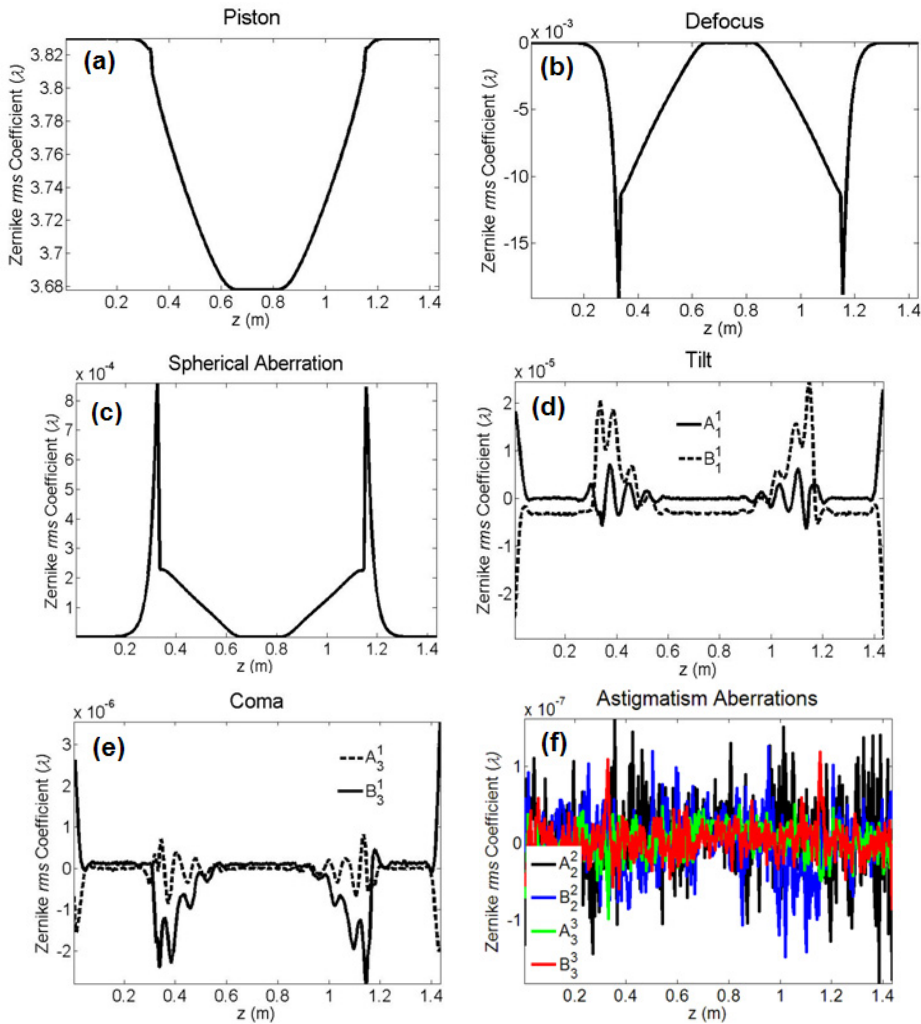 Piston
(a)
Zernike rms Coefficient (λ)
3.82
3.8
3.78
3.76
3.74
3.72
3.7
3.68
0.2 0.4 0.6 0.8 1 1.2 1.4
z (m)
Defocus
x 10⁻³
(b)
Zernike rms Coefficient (λ)
0
-5
-10
-15
0.2 0.4 0.6 0.8 1 1.2 1.4
z (m)
Spherical Aberration
x 10⁻⁴
(c)
Zernike rms Coefficient (λ)
8
7
6
5
4
3
2
1
0.2 0.4 0.6 0.8 1 1.2 1.4
z (m)
Tilt
x 10⁻⁵
(d)
A₁¹
B₁¹
Zernike rms Coefficient (λ)
2
1
0
-1
-2
0.2 0.4 0.6 0.8 1 1.2 1.4
z (m)
Coma
x 10⁻⁶
(e)
A₃¹
B₃¹
Zernike rms Coefficient (λ)
3
2
1
0
-1
-2
0.2 0.4 0.6 0.8 1 1.2 1.4
z (m)
Astigmatism Aberrations
x 10⁻⁷
(f)
Zernike rms Coefficient (λ)
1
0
-1
A₂²
B₂²
A₃³
B₃³
0.2 0.4 0.6 0.8 1 1.2 1.4
z (m)